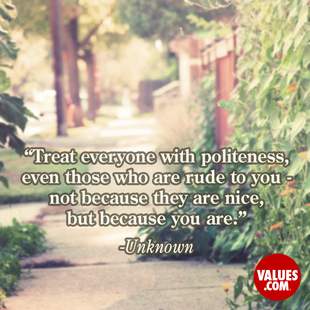 “Treat everyone with politeness,
even those who are rude to you -
not because they are nice,
but because you are.”
-Unknown
VALUES
.COM